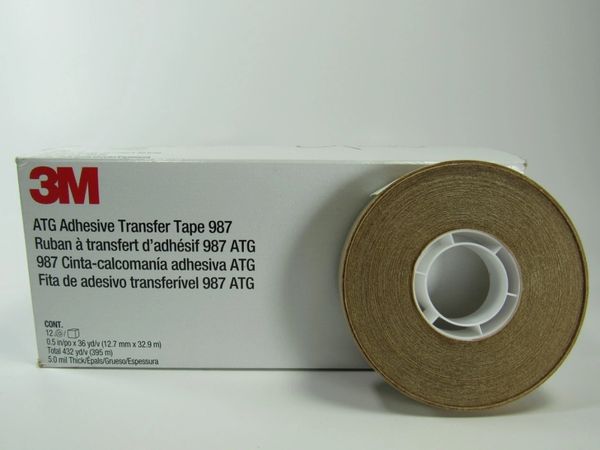 3M
ATG Adhesive Transfer Tape 987
Ruban à transfert d'adhésif 987 ATG
987 Cinta-calcomanía adhesiva ATG
Fita de adesivo transferível 987 ATG
CONT.
12 /
0.5 in/po x 36 yd/v (12.7 mm x 32.9 m)
Total 432 yd/v (395 m)
5.0 mil Thick/Épais/Grueso/Espessura